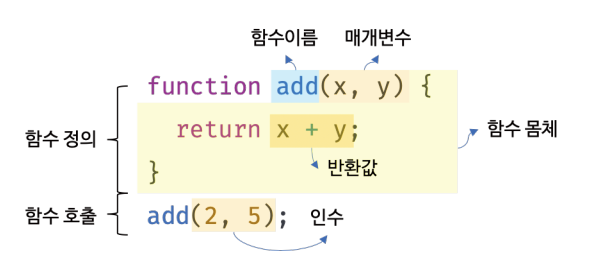 함수이름 매개변수
function add(x, y) {
함수 정의
return x + y;
함수 몸체
반환값
}
함수 호출
add(2, 5);
인수